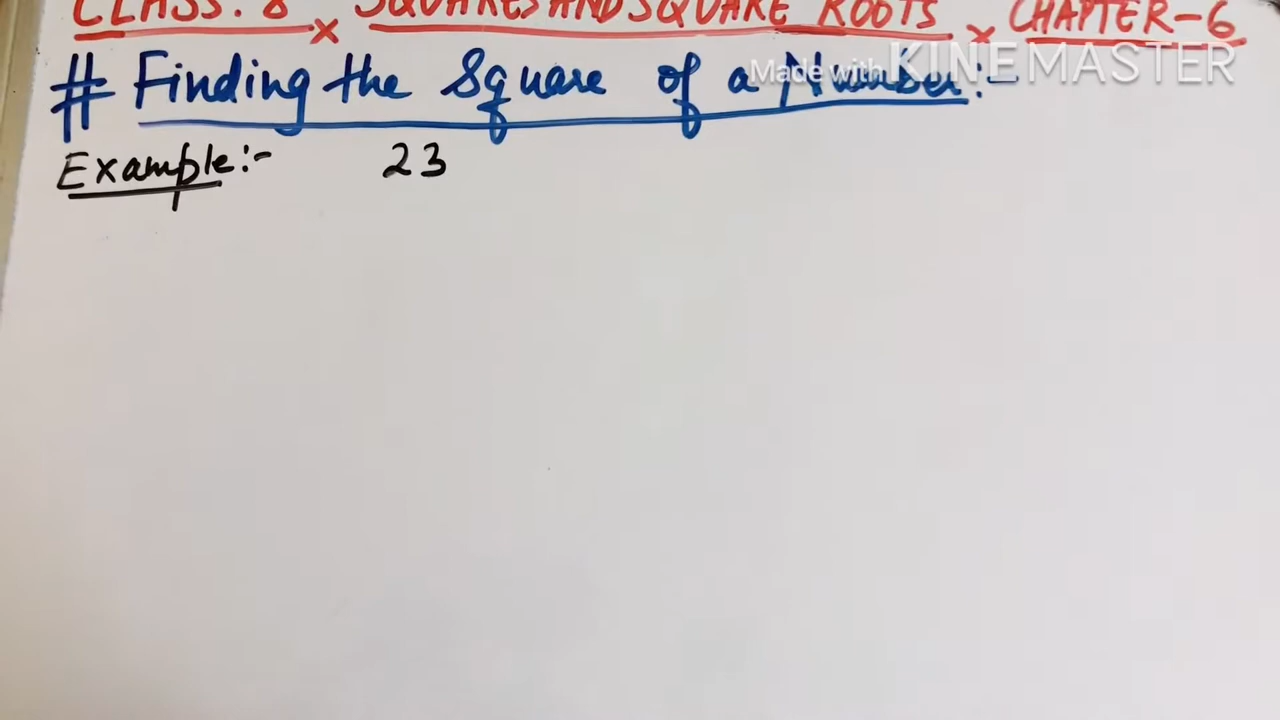 CLASS. 8 x SQUARES AND SQUARE ROOTS x CHAPTER-6
# Finding the Square of a Number:-
Made with KINEMASTER
Example:- 23